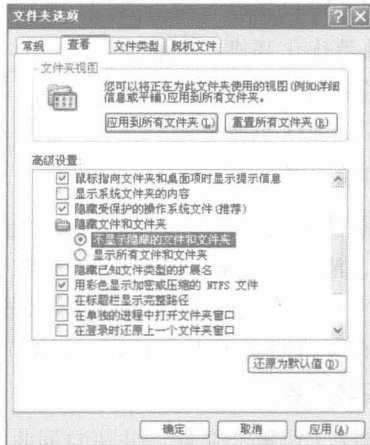 文件夹选项
常规 查看 文件类型 脱机文件
文件夹视图
您可以将正在为此文件夹使用的视图(例如详细
信息或平铺)应用到所有文件夹。
应用到所有文件夹(L) 重置所有文件夹(R)
高级设置:
鼠标指向文件夹和桌面项时显示提示信息
显示系统文件夹的内容
隐藏受保护的操作系统文件(推荐)
隐藏文件和文件夹
不显示隐藏的文件和文件夹
显示所有文件和文件夹
隐藏已知文件类型的扩展名
用彩色显示加密或压缩的 NTFS 文件
在标题栏显示完整路径
在单独的进程中打开文件夹窗口
在登录时还原上一个文件夹窗口
还原为默认值(D)
确定 取消 应用(A)